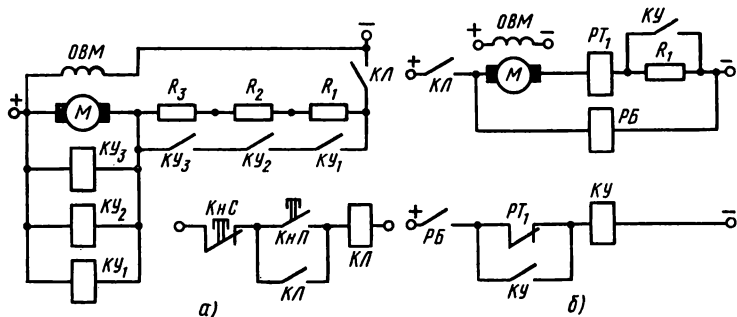 ОВМ
–
КЛ
+
М
R₃
R₂
R₁
КУ₃
КУ₂
КУ₁
КУ₃
КУ₂
КУ₁
КнС
КнП
КЛ
КЛ
а)
+
ОВМ
–
+
КЛ
М
РТ₁
КУ
R₁
–
РБ
+
РБ
РТ₁
КУ
КУ
–
б)